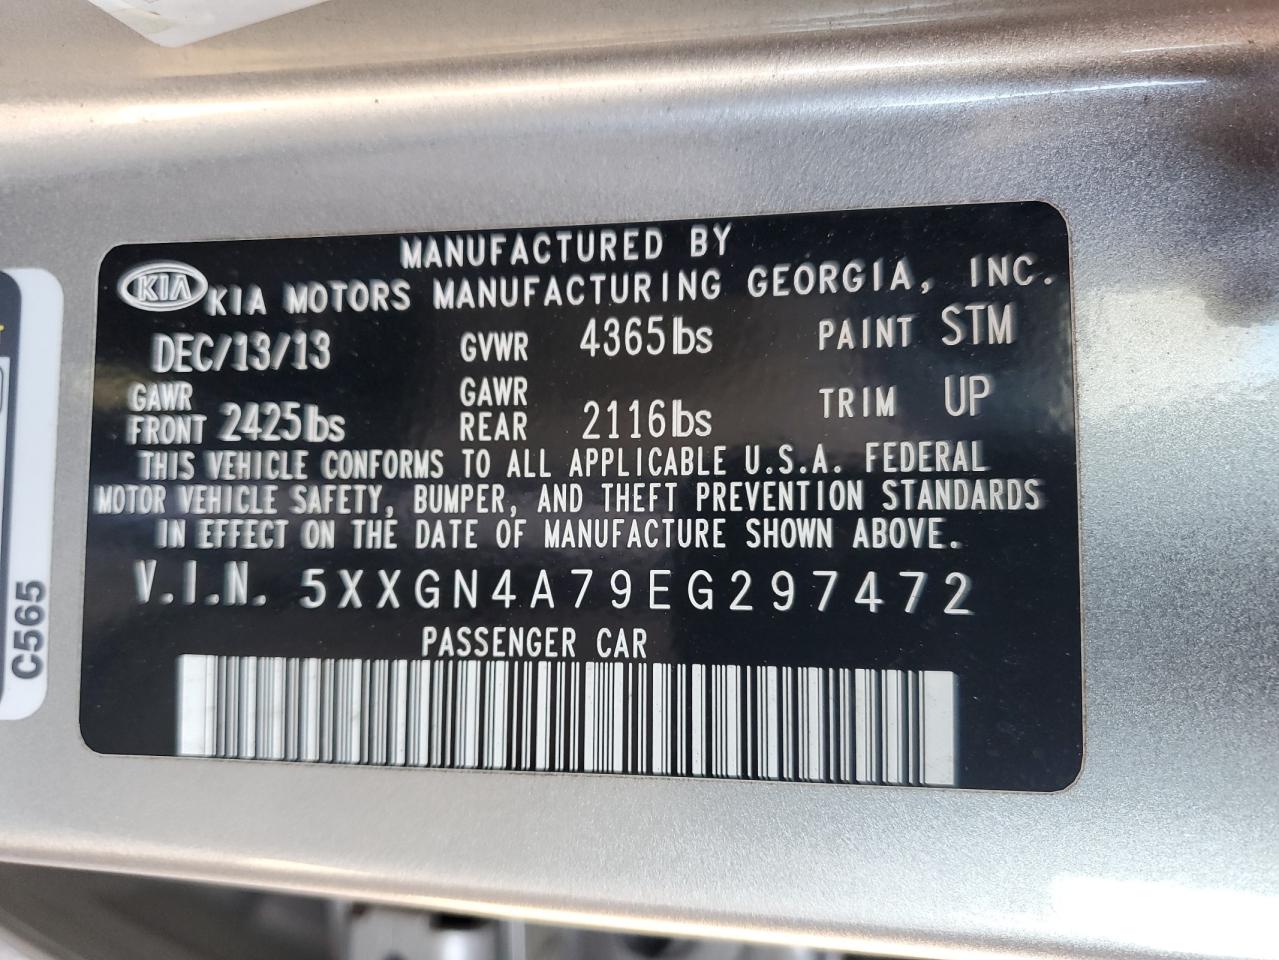 MANUFACTURED BY
KIA KIA MOTORS MANUFACTURING GEORGIA, INC.
DEC/13/13 GVWR 4365lbs PAINT STM
GAWR FRONT 2425lbs GAWR REAR 2116lbs TRIM UP
THIS VEHICLE CONFORMS TO ALL APPLICABLE U.S.A. FEDERAL
MOTOR VEHICLE SAFETY, BUMPER, AND THEFT PREVENTION STANDARDS
IN EFFECT ON THE DATE OF MANUFACTURE SHOWN ABOVE.
V.I.N. 5XXGN4A79EG297472
PASSENGER CAR
C565